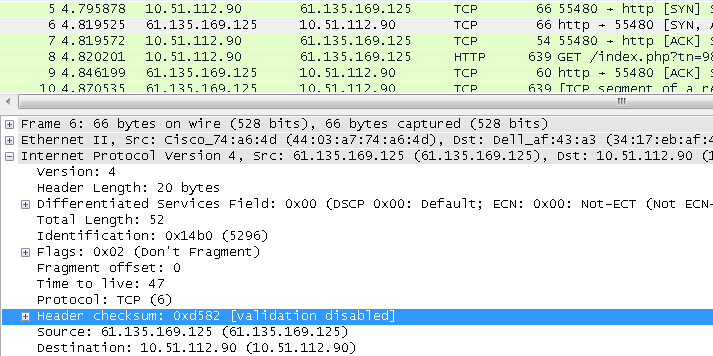 5 4.795878 10.51.112.90 61.135.169.125 TCP 66 55480 → http [SYN]
6 4.819525 61.135.169.125 10.51.112.90 TCP 66 http → 55480 [SYN, A
7 4.819572 10.51.112.90 61.135.169.125 TCP 54 55480 → http [ACK]
8 4.820201 10.51.112.90 61.135.169.125 HTTP 639 GET /index.php?tn=98
9 4.846199 61.135.169.125 10.51.112.90 TCP 60 http → 55480 [ACK] S
10 4.870535 61.135.169.125 10.51.112.90 TCP 639 [TCP segment of a re
Frame 6: 66 bytes on wire (528 bits), 66 bytes captured (528 bits)
Ethernet II, Src: Cisco_74:a6:4d (44:03:a7:74:a6:4d), Dst: Dell_af:43:a3 (34:17:eb:af:4
Internet Protocol Version 4, Src: 61.135.169.125 (61.135.169.125), Dst: 10.51.112.90 (1
Version: 4
Header Length: 20 bytes
Differentiated Services Field: 0x00 (DSCP 0x00: Default; ECN: 0x00: Not-ECT (Not ECN-
Total Length: 52
Identification: 0x14b0 (5296)
Flags: 0x02 (Don't Fragment)
Fragment offset: 0
Time to live: 47
Protocol: TCP (6)
Header checksum: 0xd582 [validation disabled]
Source: 61.135.169.125 (61.135.169.125)
Destination: 10.51.112.90 (10.51.112.90)